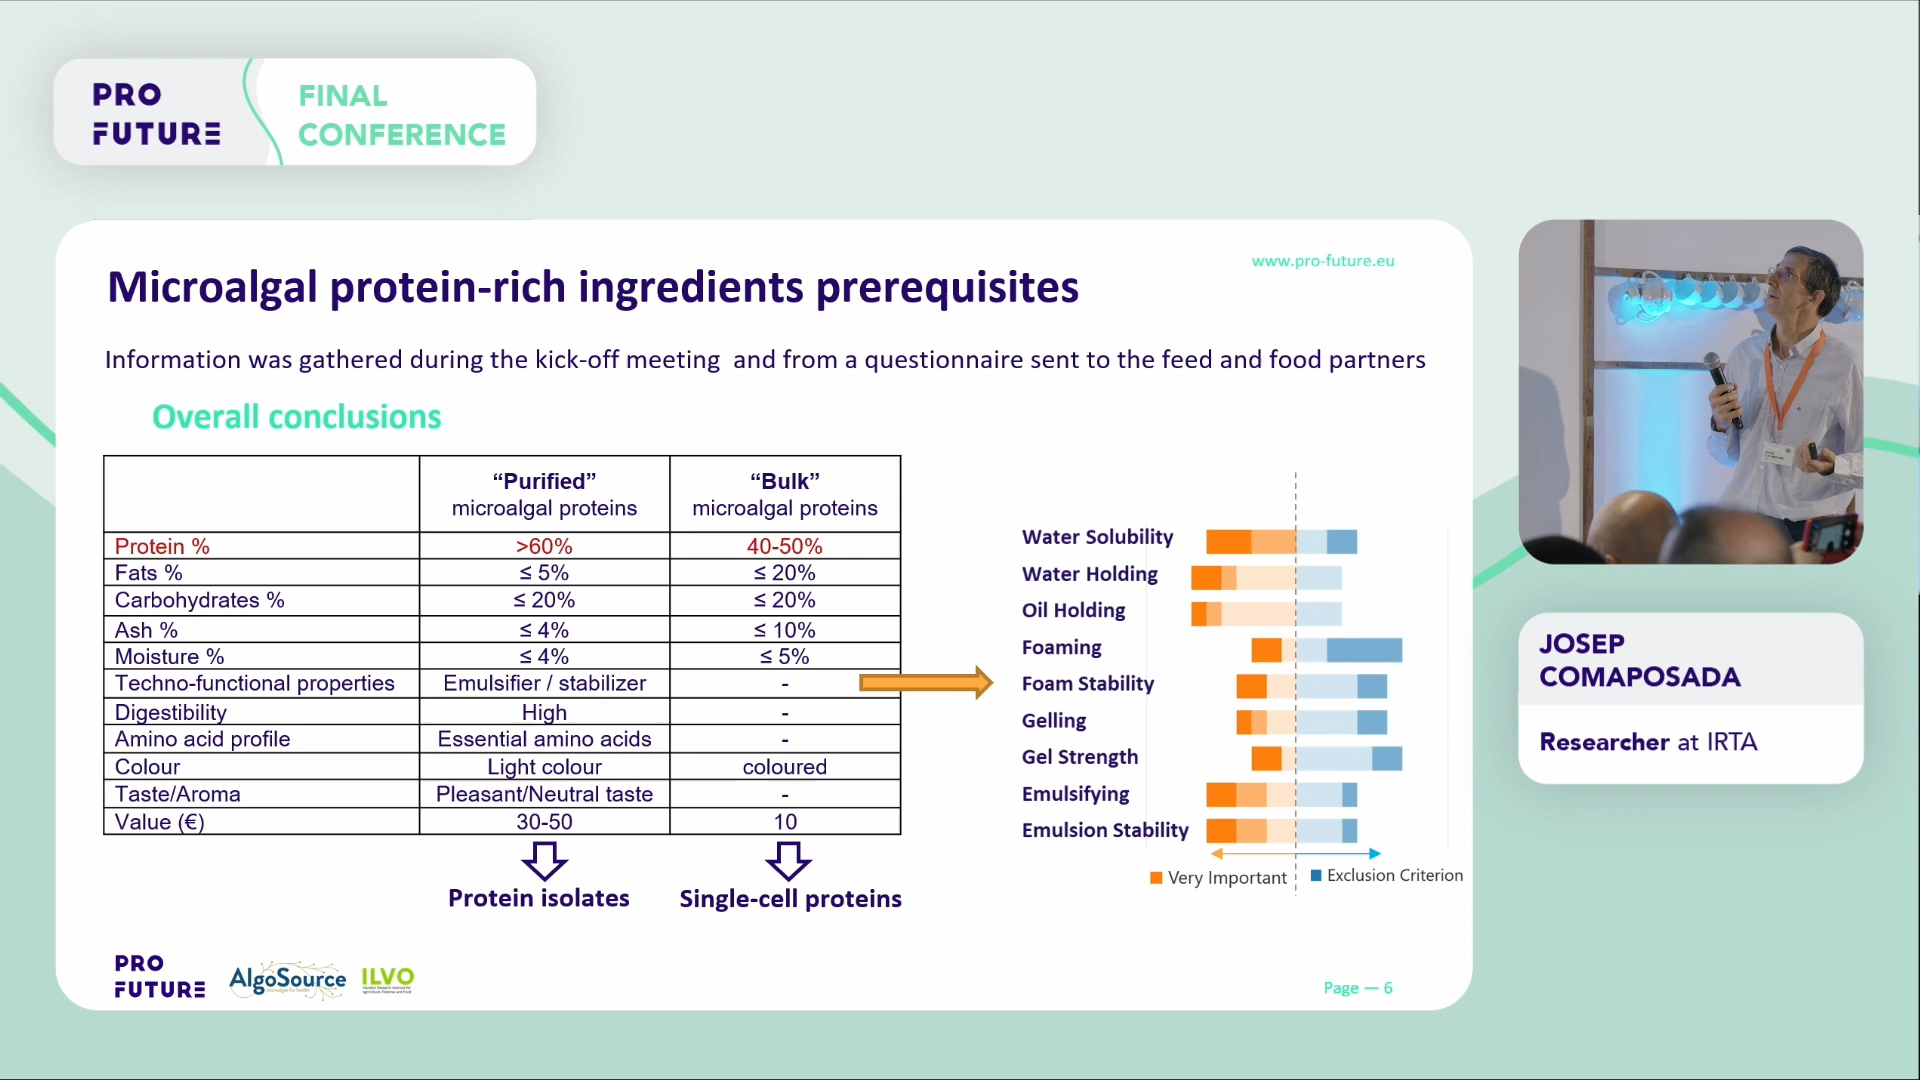 PRO
FUTURE
FINAL
CONFERENCE
www.pro-future.eu
Microalgal protein-rich ingredients prerequisites
Information was gathered during the kick-off meeting and from a questionnaire sent to the feed and food partners
Overall conclusions
“Purified” microalgal proteins “Bulk” microalgal proteins
Protein % >60% 40-50%
Fats % ≤ 5% ≤ 20%
Carbohydrates % ≤ 20% ≤ 20%
Ash % ≤ 4% ≤ 10%
Moisture % ≤ 4% ≤ 5%
Techno-functional properties Emulsifier / stabilizer -
Digestibility High -
Amino acid profile Essential amino acids -
Colour Light colour coloured
Taste/Aroma Pleasant/Neutral taste -
Value (€) 30-50 10
Protein isolates Single-cell proteins
Water Solubility
Water Holding
Oil Holding
Foaming
Foam Stability
Gelling
Gel Strength
Emulsifying
Emulsion Stability
Very Important Exclusion Criterion
PRO
FUTURE
AlgoSource
ILVO
Page — 6
JOSEP
COMAPOSADA
Researcher at IRTA